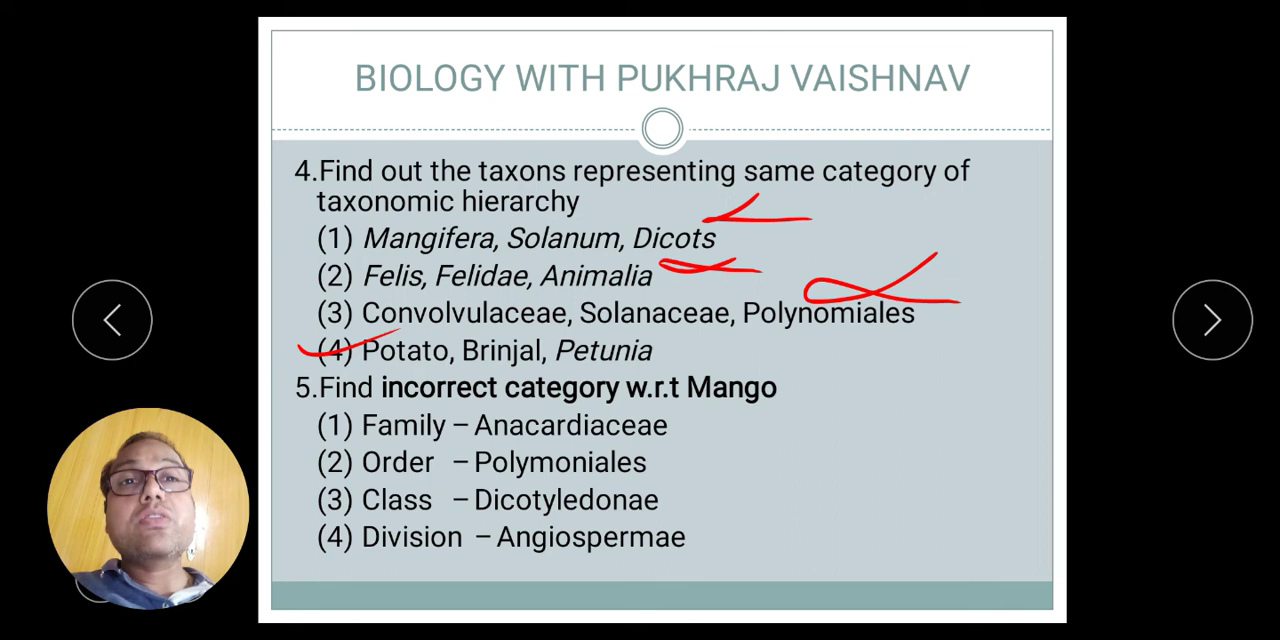 BIOLOGY WITH PUKHRAJ VAISHNAV
4.Find out the taxons representing same category of
taxonomic hierarchy
(1) Mangifera, Solanum, Dicots
(2) Felis, Felidae, Animalia
(3) Convolvulaceae, Solanaceae, Polynomiales
(4) Potato, Brinjal, Petunia
5.Find incorrect category w.r.t Mango
(1) Family – Anacardiaceae
(2) Order – Polymoniales
(3) Class – Dicotyledonae
(4) Division – Angiospermae